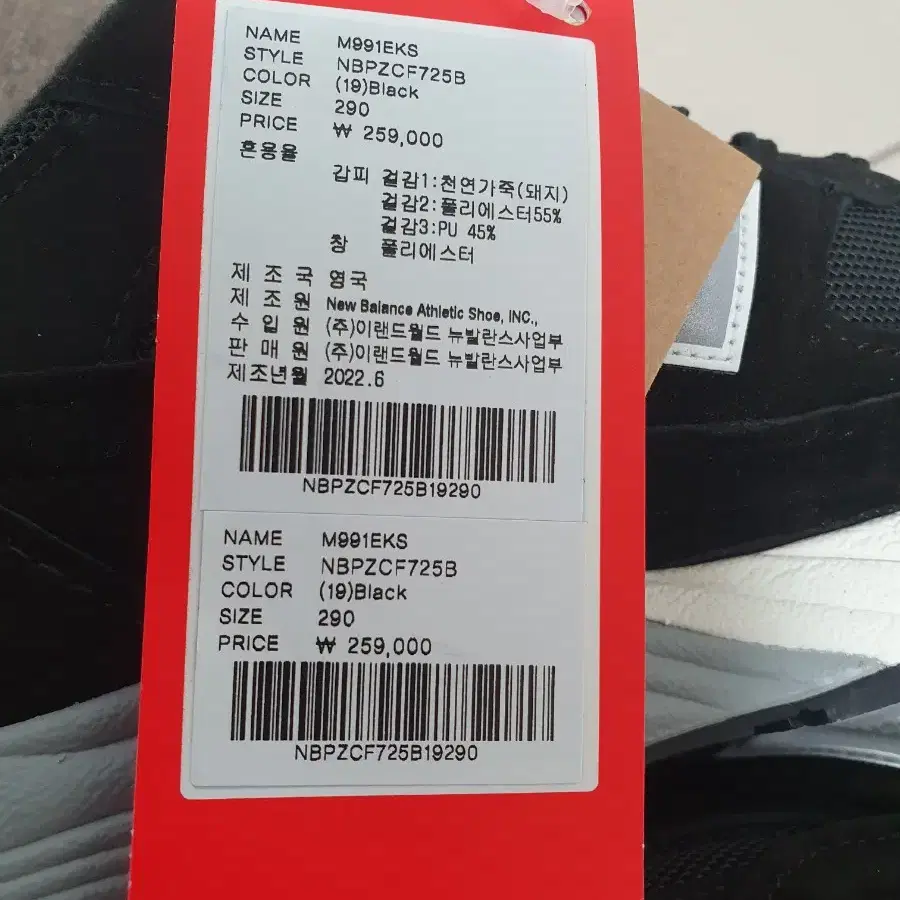 NAME M991EKS
STYLE NBPZCF725B
COLOR (19)Black
SIZE 290
PRICE ₩ 259,000
혼용율
갑피 겉감1:천연가죽(돼지)
겉감2:폴리에스터55%
겉감3:PU 45%
창 폴리에스터
제조국 영국
제조원 New Balance Athletic Shoe, INC.,
수입원 (주)이랜드월드 뉴발란스사업부
판매원 (주)이랜드월드 뉴발란스사업부
제조년월 2022.6
NBPZCF725B19290
NAME M991EKS
STYLE NBPZCF725B
COLOR (19)Black
SIZE 290
PRICE ₩ 259,000
NBPZCF725B19290